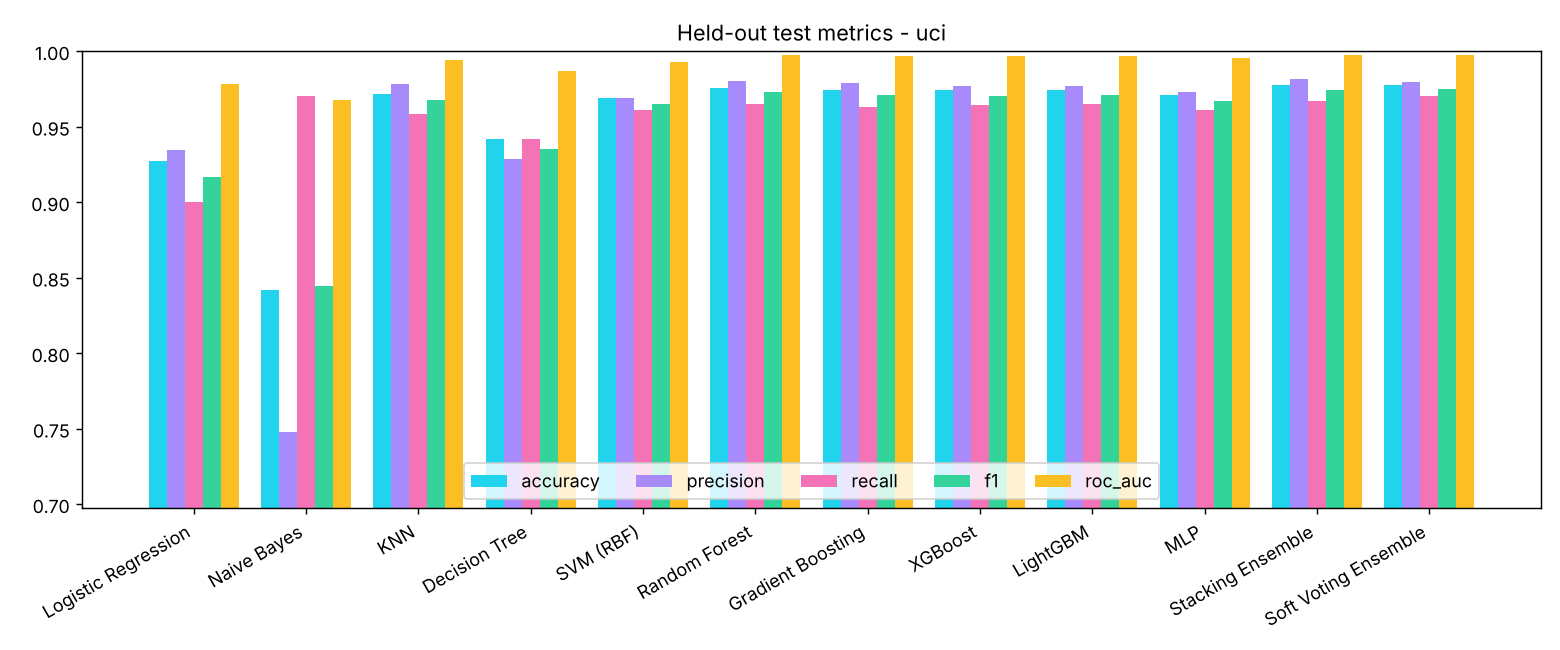 Held-out test metrics - uci
1.00
0.95
0.90
0.85
0.80
0.75
0.70
accuracy precision recall f1 roc_auc
Logistic Regression
Naive Bayes
KNN
Decision Tree
SVM (RBF)
Random Forest
Gradient Boosting
XGBoost
LightGBM
MLP
Stacking Ensemble
Soft Voting Ensemble